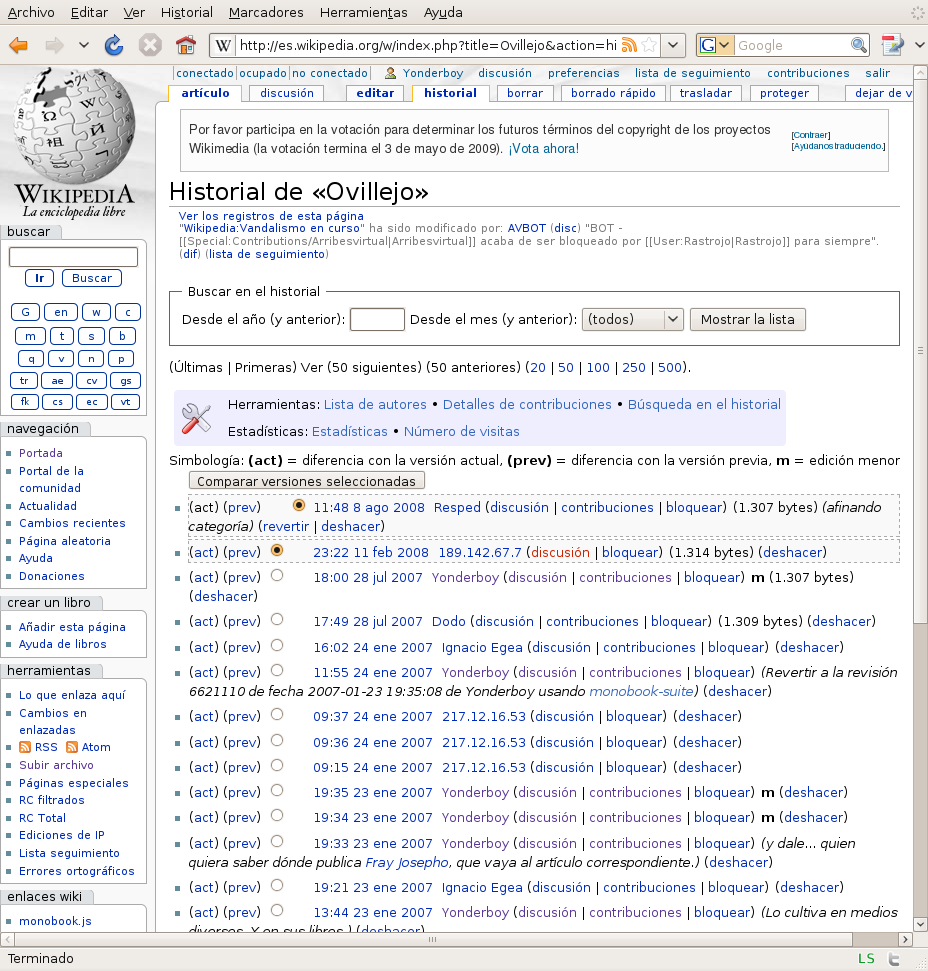 Archivo Editar Ver Historial Marcadores Herramientas Ayuda
W http://es.wikipedia.org/w/index.php?title=Ovillejo&action=hi G Google
conectado|ocupado|no conectado| Yonderboy discusión preferencias lista de seguimiento contribuciones salir
artículo discusión editar historial borrar borrado rápido trasladar proteger dejar de v
WIKIPEDIA
La enciclopedia libre
buscar
Ir Buscar
G en w c
m t s b
q v n p
tr ae cv gs
fk cs ec vt
navegación
Portada
Portal de la
comunidad
Actualidad
Cambios recientes
Página aleatoria
Ayuda
Donaciones
crear un libro
Añadir esta página
Ayuda de libros
herramientas
Lo que enlaza aquí
Cambios en
enlazadas
RSS Atom
Subir archivo
Páginas especiales
RC filtrados
RC Total
Ediciones de IP
Lista seguimiento
Errores ortográficos
enlaces wiki
monobook.js
Por favor participa en la votación para determinar los futuros términos del copyright de los proyectos
Wikimedia (la votación termina el 3 de mayo de 2009). ¡Vota ahora!
[Contraer]
[Ayúdanos traduciendo.]
Historial de «Ovillejo»
Ver los registros de esta página
"Wikipedia:Vandalismo en curso" ha sido modificado por: AVBOT (disc) "BOT -
[[Special:Contributions/Arribesvirtual|Arribesvirtual]] acaba de ser bloqueado por [[User:Rastrojo|Rastrojo]] para siempre".
(dif) (lista de seguimiento)
Buscar en el historial
Desde el año (y anterior): Desde el mes (y anterior): (todos) Mostrar la lista
(Últimas | Primeras) Ver (50 siguientes) (50 anteriores) (20 | 50 | 100 | 250 | 500).
Herramientas: Lista de autores • Detalles de contribuciones • Búsqueda en el historial
Estadísticas: Estadísticas • Número de visitas
Simbología: (act) = diferencia con la versión actual, (prev) = diferencia con la versión previa, m = edición menor
Comparar versiones seleccionadas
(act) (prev) 11:48 8 ago 2008 Resped (discusión | contribuciones | bloquear) (1.307 bytes) (afinando
categoría) (revertir | deshacer)
(act) (prev) 23:22 11 feb 2008 189.142.67.7 (discusión | bloquear) (1.314 bytes) (deshacer)
(act) (prev) 18:00 28 jul 2007 Yonderboy (discusión | contribuciones | bloquear) m (1.307 bytes)
(deshacer)
(act) (prev) 17:49 28 jul 2007 Dodo (discusión | contribuciones | bloquear) (1.309 bytes) (deshacer)
(act) (prev) 16:02 24 ene 2007 Ignacio Egea (discusión | contribuciones | bloquear) (deshacer)
(act) (prev) 11:55 24 ene 2007 Yonderboy (discusión | contribuciones | bloquear) (Revertir a la revisión
6621110 de fecha 2007-01-23 19:35:08 de Yonderboy usando monobook-suite) (deshacer)
(act) (prev) 09:37 24 ene 2007 217.12.16.53 (discusión | bloquear) (deshacer)
(act) (prev) 09:36 24 ene 2007 217.12.16.53 (discusión | bloquear) (deshacer)
(act) (prev) 09:15 24 ene 2007 217.12.16.53 (discusión | bloquear) (deshacer)
(act) (prev) 19:35 23 ene 2007 Yonderboy (discusión | contribuciones | bloquear) m (deshacer)
(act) (prev) 19:34 23 ene 2007 Yonderboy (discusión | contribuciones | bloquear) m (deshacer)
(act) (prev) 19:33 23 ene 2007 Yonderboy (discusión | contribuciones | bloquear) (y dale... quien
quiera saber dónde publica Fray Josepho, que vaya al artículo correspondiente.) (deshacer)
(act) (prev) 19:21 23 ene 2007 Ignacio Egea (discusión | contribuciones | bloquear) (deshacer)
(act) (prev) 13:44 23 ene 2007 Yonderboy (discusión | contribuciones | bloquear) (Lo cultiva en medios
diversos. Y en sus libros.) (deshacer)
Terminado LS